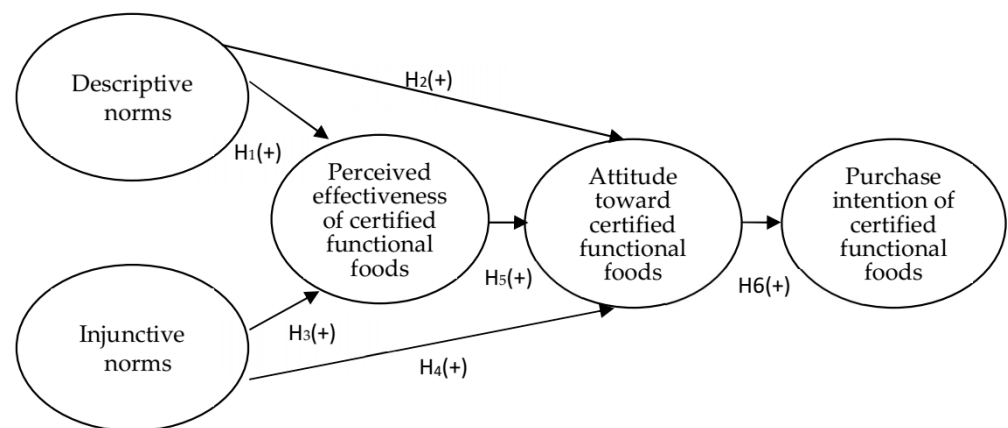 Descriptive
norms
H2(+)
H1(+)
Perceived
effectiveness
of certified
functional
foods
Attitude
toward
certified
functional
foods
Purchase
intention of
certified
functional
foods
H5(+)
H6(+)
Injunctive
norms
H3(+)
H4(+)